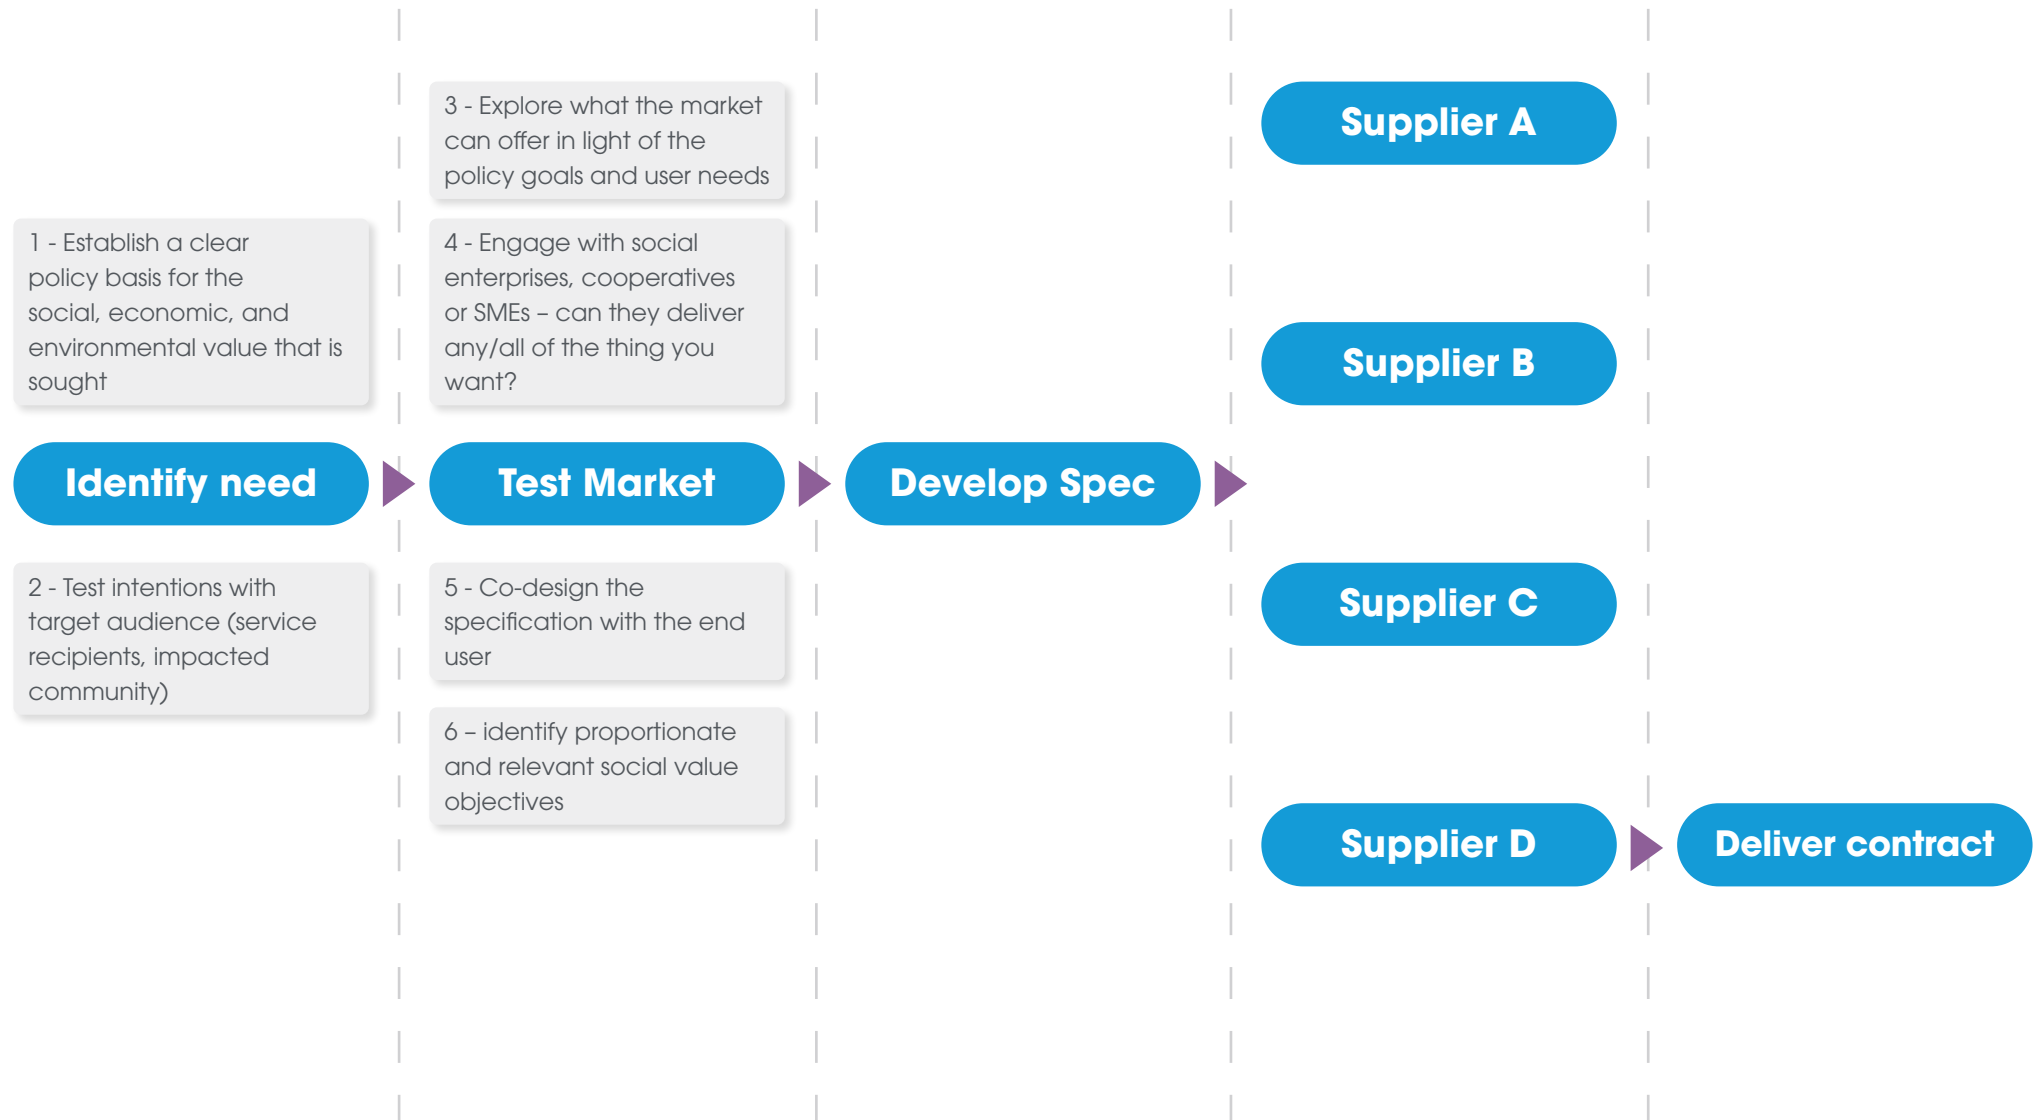 1 - Establish a clear
policy basis for the
social, economic, and
environmental value that is
sought
Identify need
2 - Test intentions with
target audience (service
recipients, impacted
community)
3 - Explore what the market
can offer in light of the
policy goals and user needs
4 - Engage with social
enterprises, cooperatives
or SMEs – can they deliver
any/all of the thing you
want?
Test Market
5 - Co-design the
specification with the end
user
6 – identify proportionate
and relevant social value
objectives
Develop Spec
Supplier A
Supplier B
Supplier C
Supplier D
Deliver contract